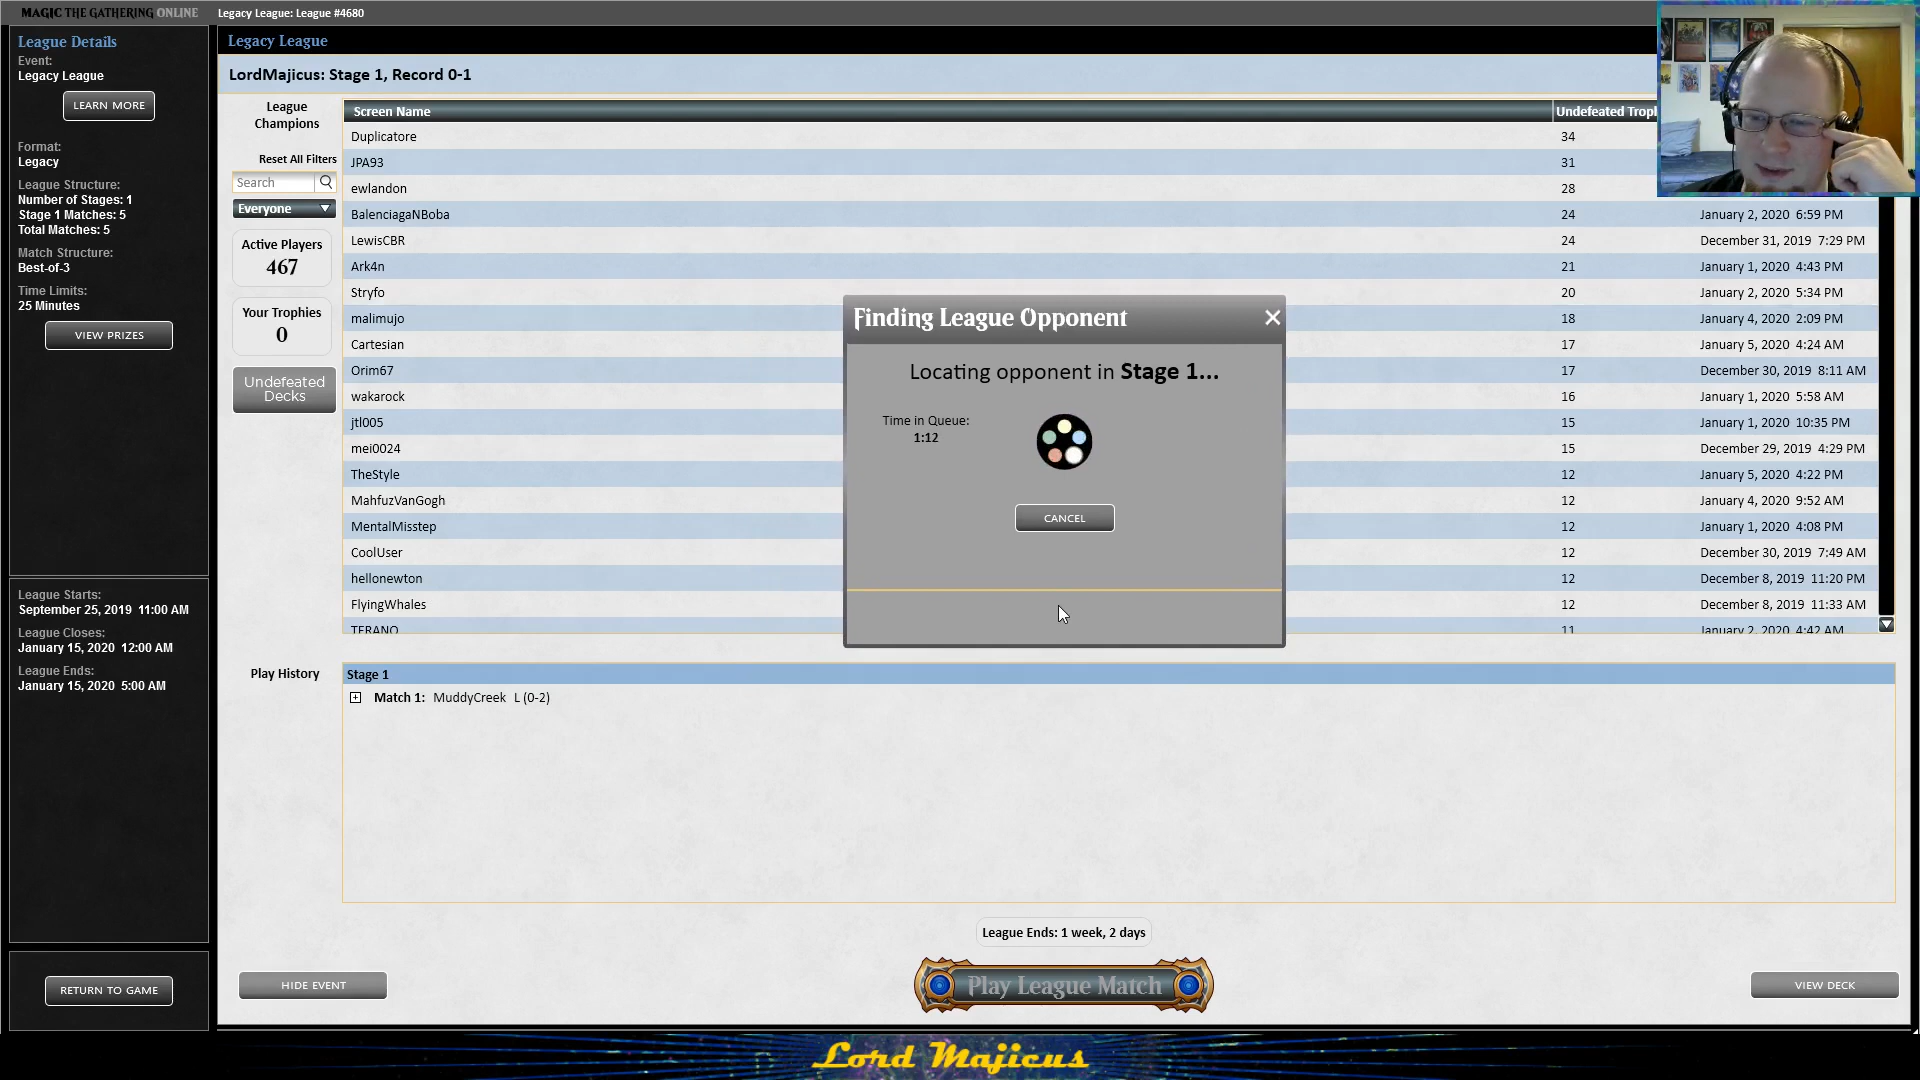 MAGIC THE GATHERING ONLINE
Legacy League: League #4680
League Details
Event:
Legacy League
LEARN MORE
Format:
Legacy
League Structure:
Number of Stages: 1
Stage 1 Matches: 5
Total Matches: 5
Match Structure:
Best-of-3
Time Limits:
25 Minutes
VIEW PRIZES
League Starts:
September 25, 2019 11:00 AM
League Closes:
January 15, 2020 12:00 AM
League Ends:
January 15, 2020 5:00 AM
RETURN TO GAME
Legacy League
LordMajicus: Stage 1, Record 0-1
League
Champions
Reset All Filters
Search
Everyone
Active Players
467
Your Trophies
0
Undefeated
Decks
Screen Name Undefeated Troph
Duplicatore 34
JPA93 31
ewlandon 28
BalenciagaNBoba 24 January 2, 2020 6:59 PM
LewisCBR 24 December 31, 2019 7:29 PM
Ark4n 21 January 1, 2020 4:43 PM
Stryfo 20 January 2, 2020 5:34 PM
malimujo 18 January 4, 2020 2:09 PM
Cartesian 17 January 5, 2020 4:24 AM
Orim67 17 December 30, 2019 8:11 AM
wakarock 16 January 1, 2020 5:58 AM
jtl005 15 January 1, 2020 10:35 PM
mei0024 15 December 29, 2019 4:29 PM
TheStyle 12 January 5, 2020 4:22 PM
MahfuzVanGogh 12 January 4, 2020 9:52 AM
MentalMisstep 12 January 1, 2020 4:08 PM
CoolUser 12 December 30, 2019 7:49 AM
hellonewton 12 December 8, 2019 11:20 PM
FlyingWhales 12 December 8, 2019 11:33 AM
TERANO 11 January 2, 2020 4:42 AM
Finding League Opponent
Locating opponent in Stage 1...
Time in Queue:
1:12
CANCEL
Play History
Stage 1
Match 1: MuddyCreek L (0-2)
League Ends: 1 week, 2 days
HIDE EVENT
Play League Match
VIEW DECK
Lord Majicus